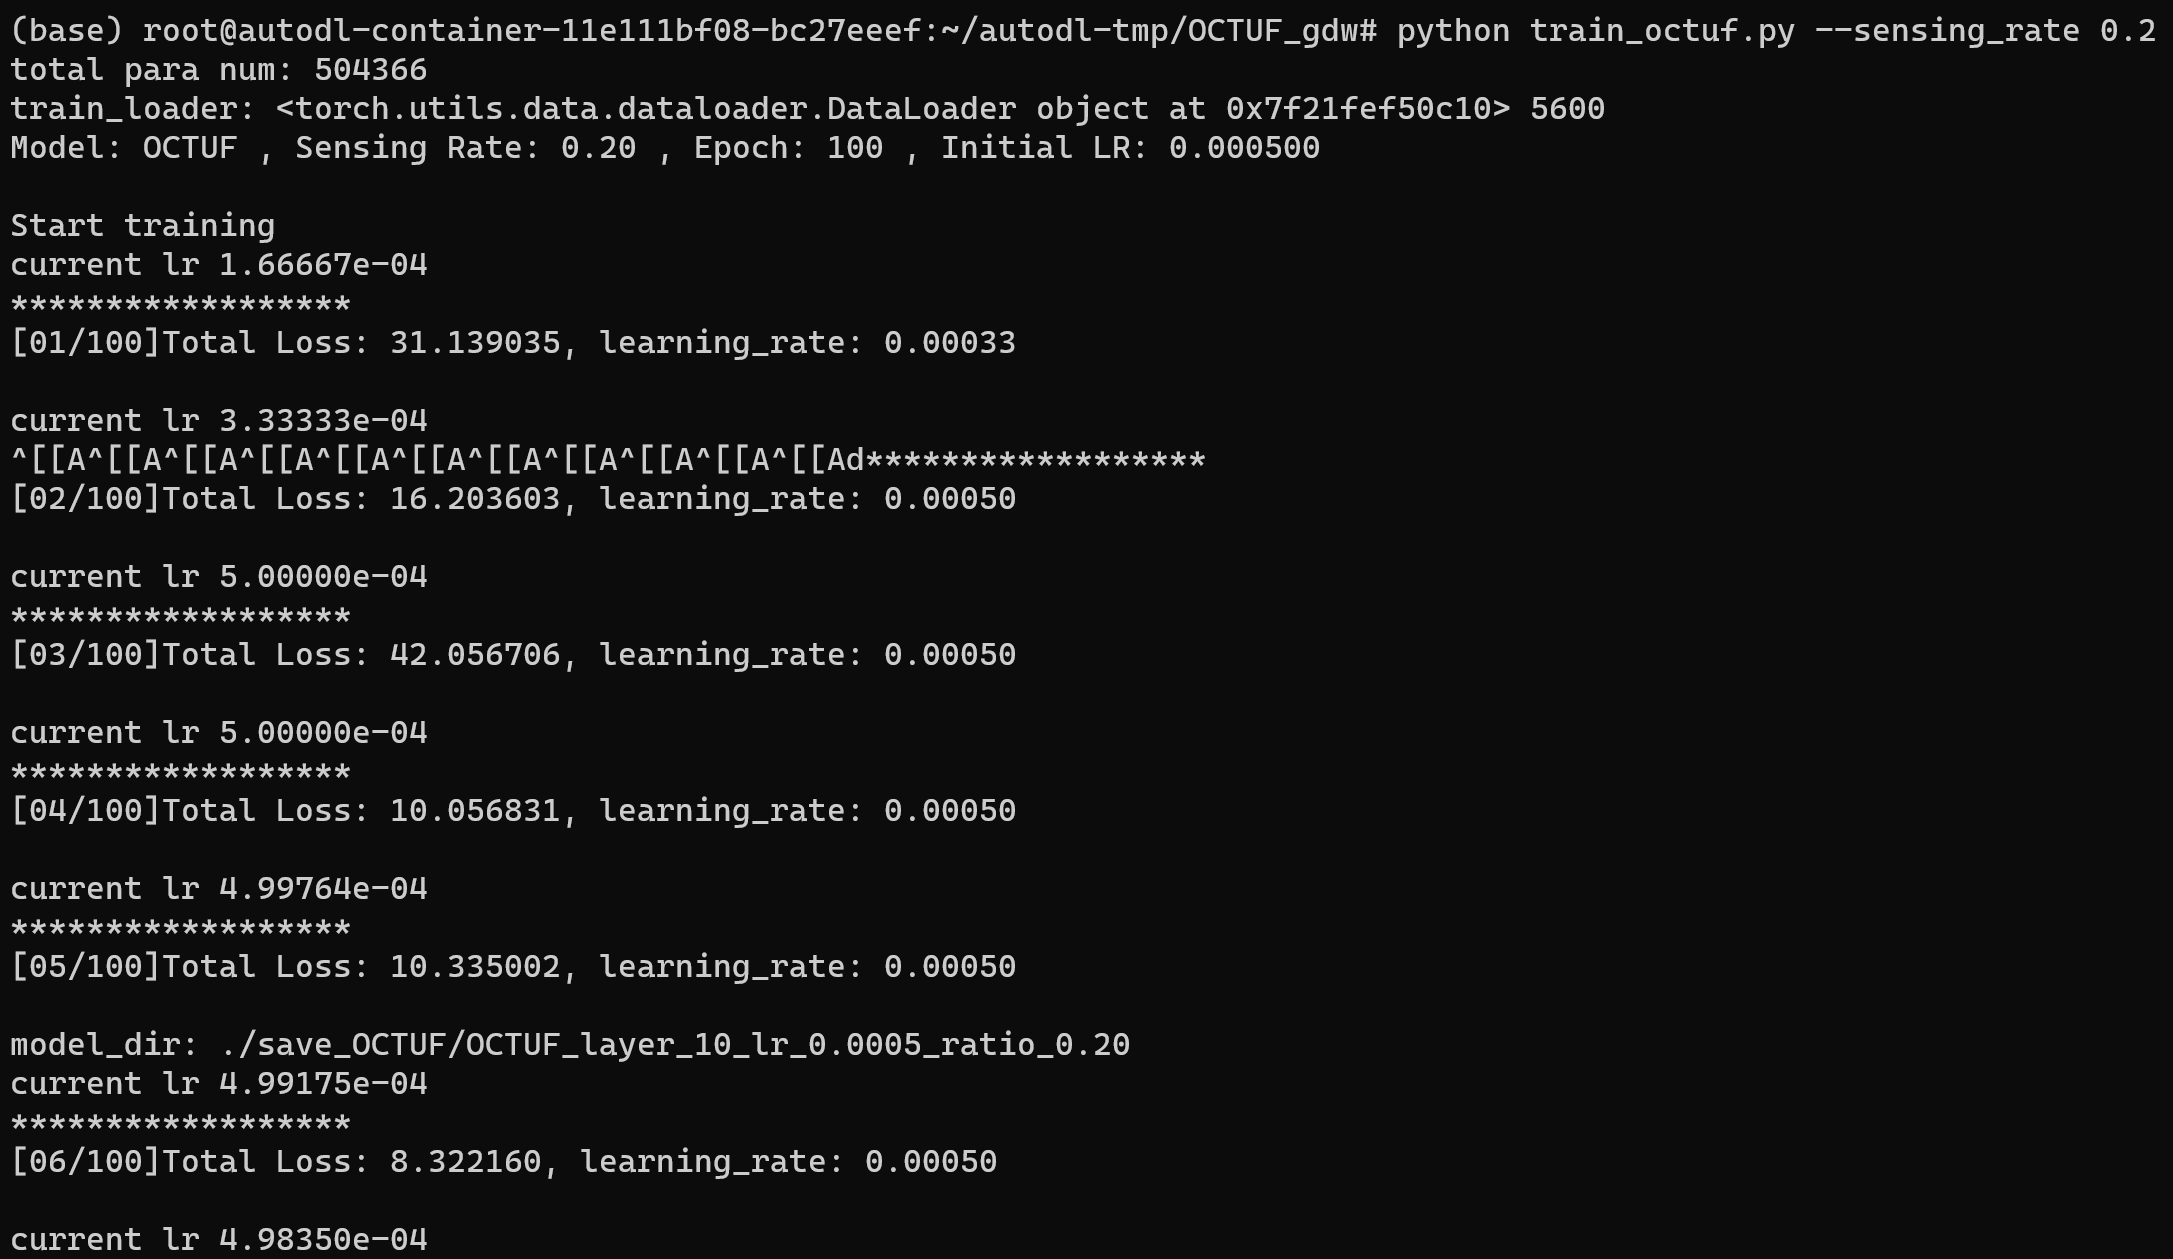 (base) root@autodl-container-11e111bf08-bc27eeef:~/autodl-tmp/OCTUF_gdw# python train_octuf.py --sensing_rate 0.2
total para num: 504366
train_loader: <torch.utils.data.dataloader.DataLoader object at 0x7f21fef50c10> 5600
Model: OCTUF , Sensing Rate: 0.20 , Epoch: 100 , Initial LR: 0.000500
Start training
current lr 1.66667e-04
******************
[01/100]Total Loss: 31.139035, learning_rate: 0.00033
current lr 3.33333e-04
^[[A^[[A^[[A^[[A^[[A^[[A^[[A^[[A^[[A^[[A^[[Ad******************
[02/100]Total Loss: 16.203603, learning_rate: 0.00050
current lr 5.00000e-04
******************
[03/100]Total Loss: 42.056706, learning_rate: 0.00050
current lr 5.00000e-04
******************
[04/100]Total Loss: 10.056831, learning_rate: 0.00050
current lr 4.99764e-04
******************
[05/100]Total Loss: 10.335002, learning_rate: 0.00050
model_dir: ./save_OCTUF/OCTUF_layer_10_lr_0.0005_ratio_0.20
current lr 4.99175e-04
******************
[06/100]Total Loss: 8.322160, learning_rate: 0.00050
current lr 4.98350e-04